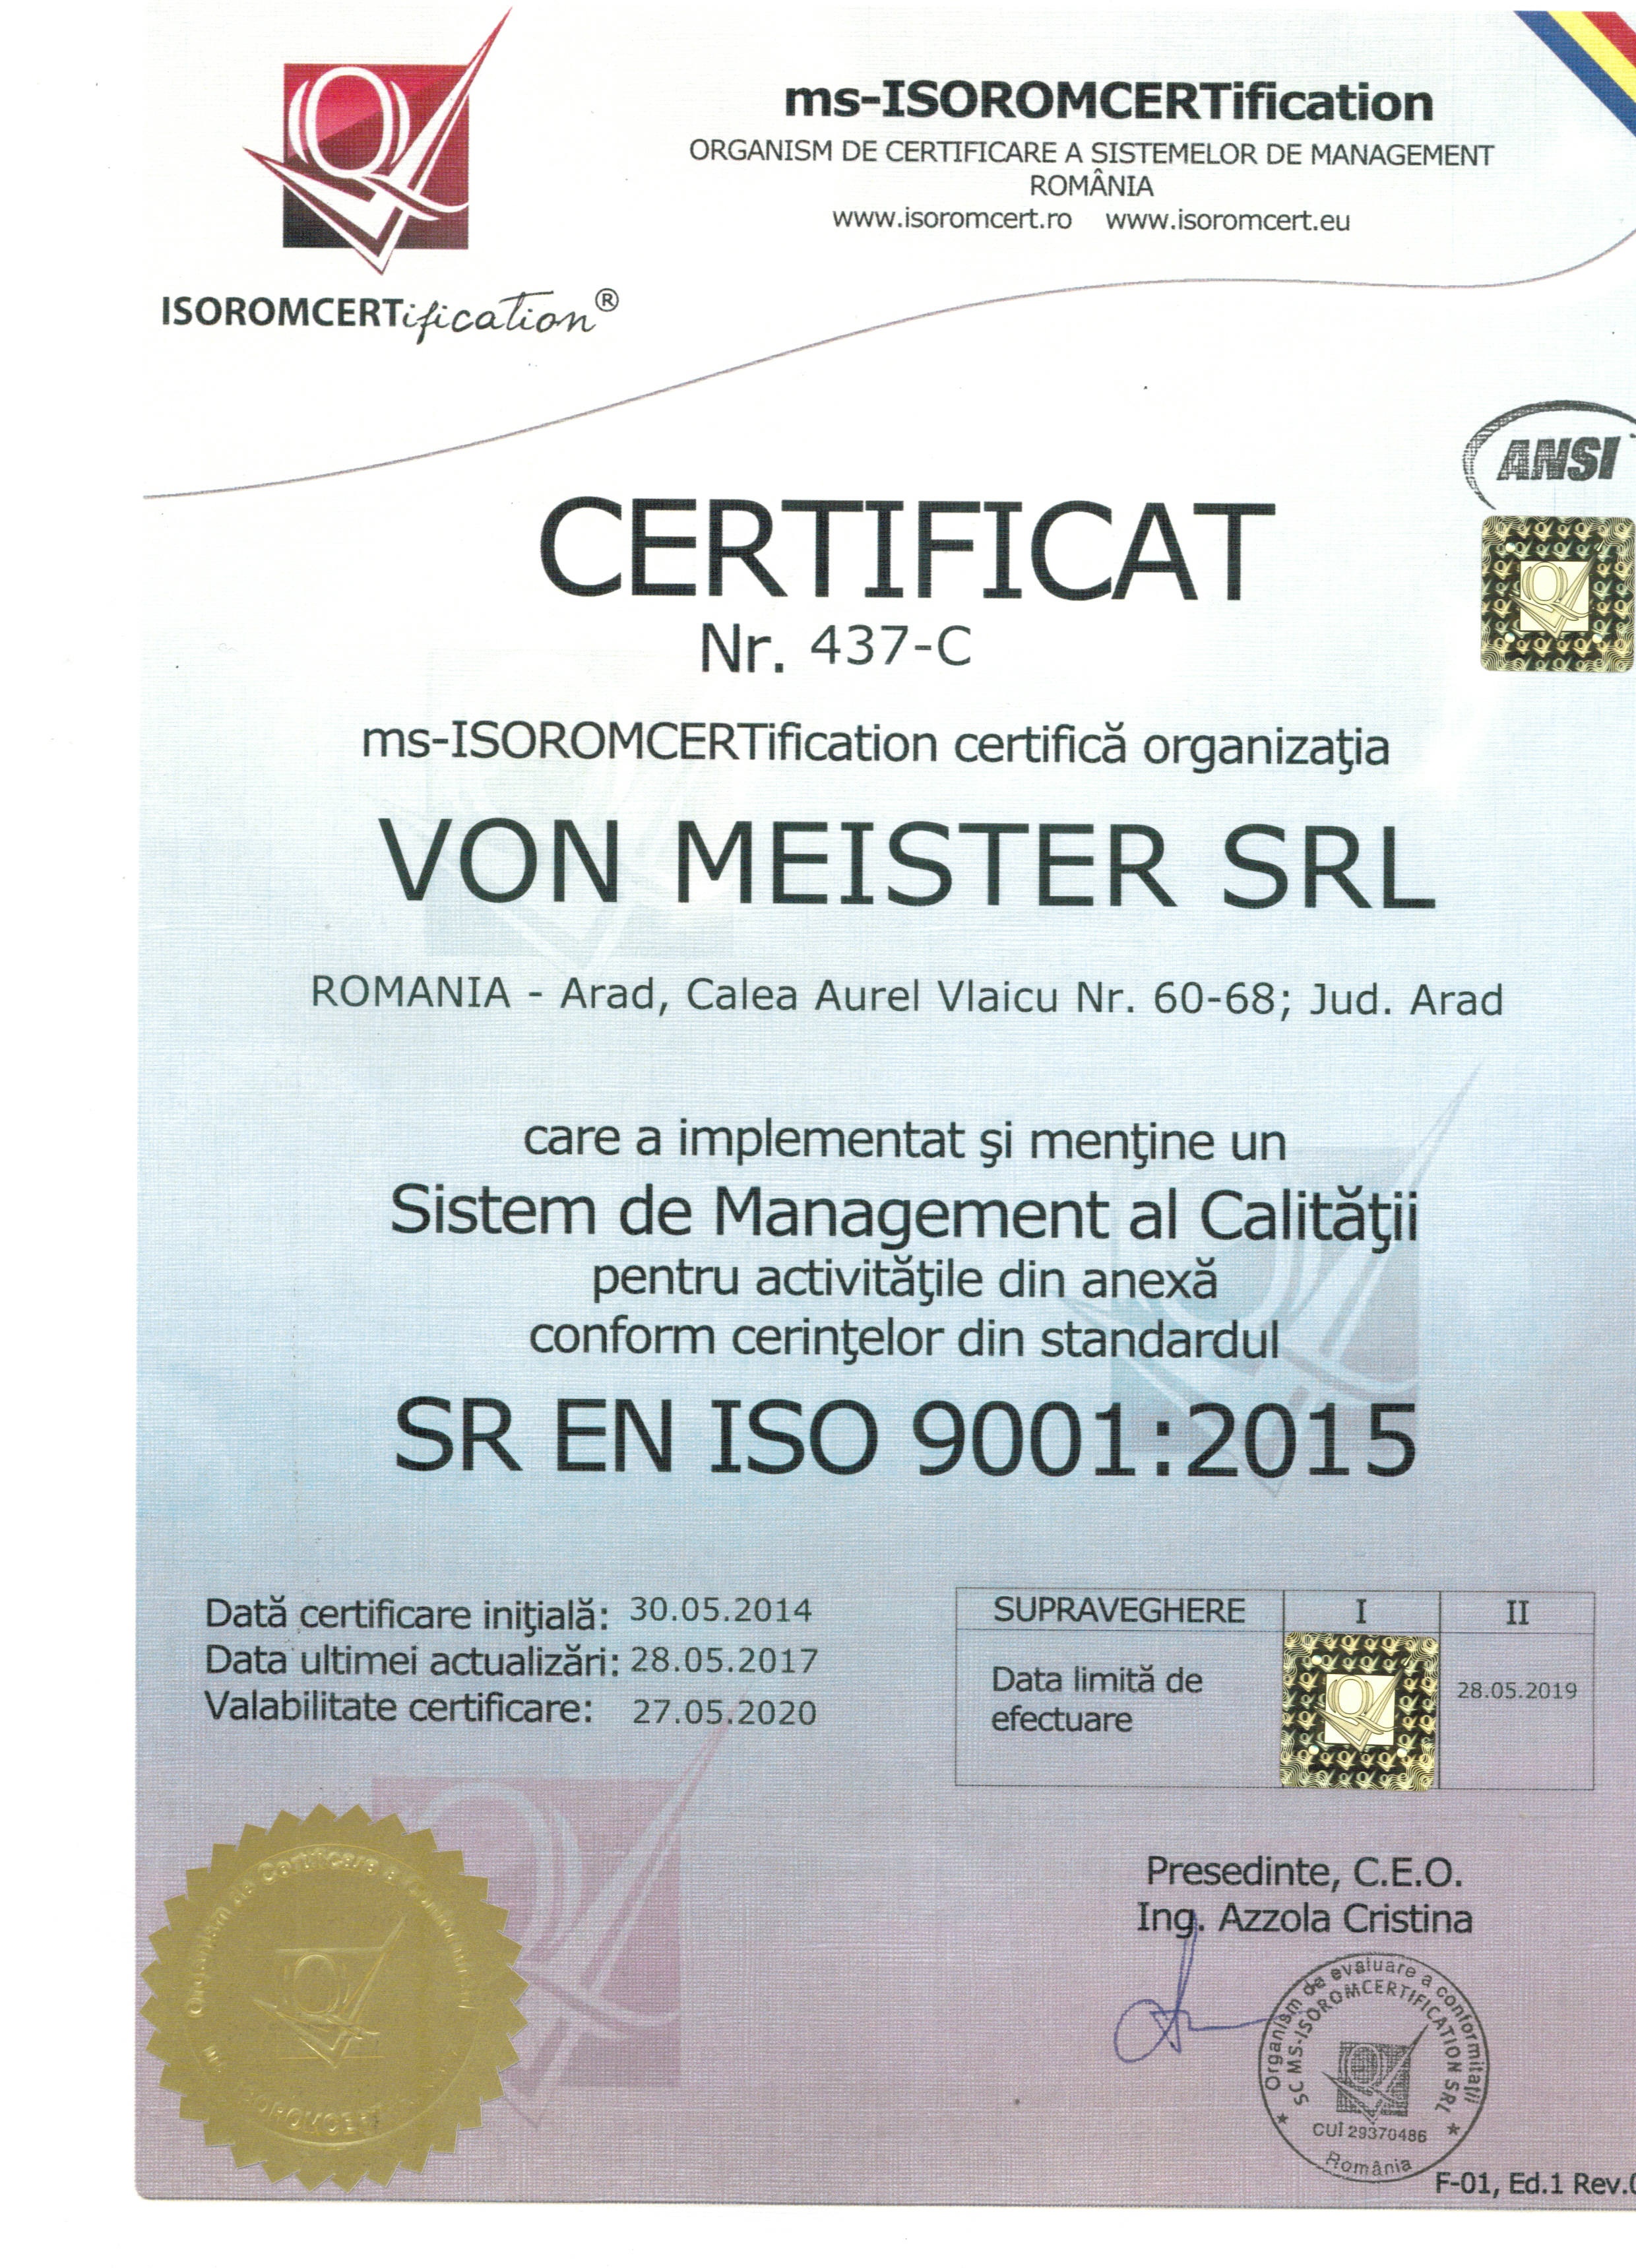 ms-ISOROMCERTification
ORGANISM DE CERTIFICARE A SISTEMELOR DE MANAGEMENT
ROMÂNIA
www.isoromcert.ro www.isoromcert.eu
ISOROMCERTification®
ANSI
CERTIFICAT
Nr. 437-C
ms-ISOROMCERTification certifică organizaţia
VON MEISTER SRL
ROMANIA - Arad, Calea Aurel Vlaicu Nr. 60-68; Jud. Arad
care a implementat şi menţine un
Sistem de Management al Calităţii
pentru activităţile din anexă
conform cerinţelor din standardul
SR EN ISO 9001:2015
Dată certificare iniţială: 30.05.2014
Data ultimei actualizări: 28.05.2017
Valabilitate certificare: 27.05.2020
SUPRAVEGHERE I II
Data limită de
efectuare
28.05.2019
Presedinte, C.E.O.
Ing. Azzola Cristina
Organism de evaluare a conformitaţii
SC MS-ISOROMCERTIFICATION SRL
CUI 29370486
România
Organism de Certificare a
F-01, Ed.1 Rev.0